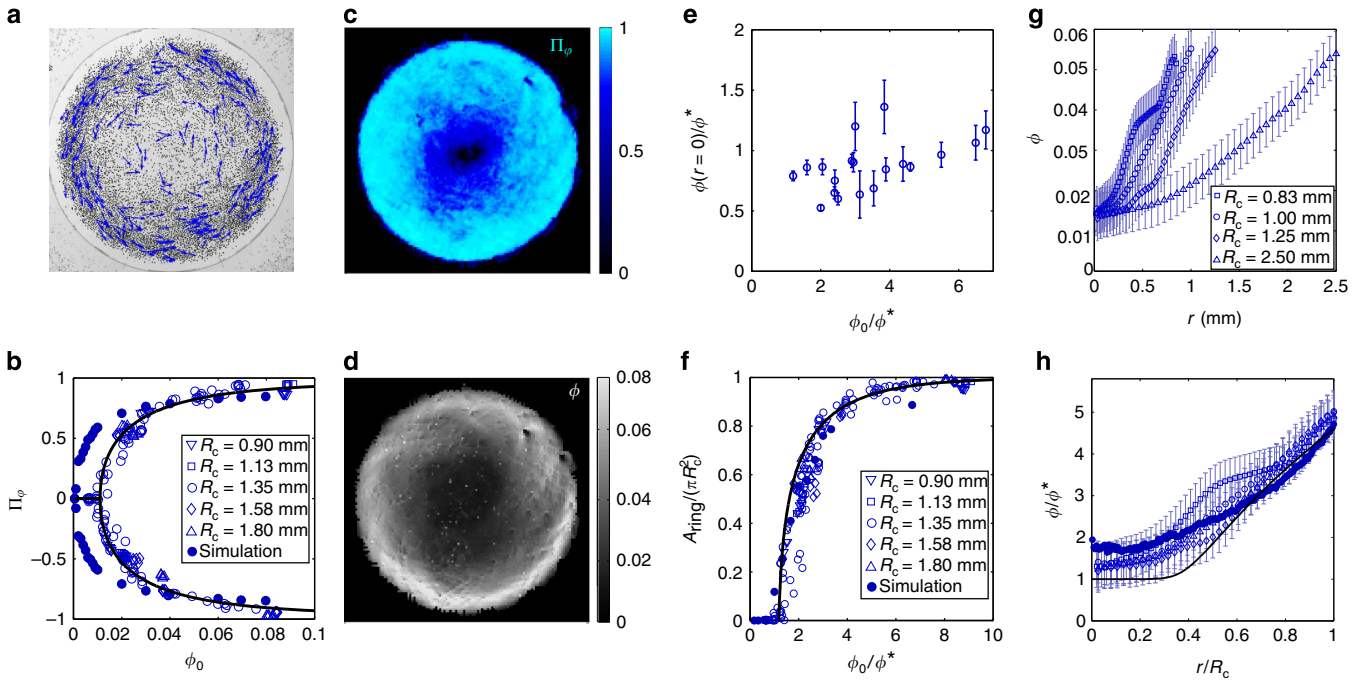 a
c
Π_φ
1
0.5
0
e
ϕ(r = 0)/ϕ*
2
1.5
1
0.5
0
0
2
4
6
ϕ₀/ϕ*
g
ϕ
0.06
0.05
0.04
0.05
0.02
0.01
0
0
0.5
1.0
1.5
2.0
2.5
r (mm)
R_c = 0.83 mm
R_c = 1.00 mm
R_c = 1.25 mm
R_c = 2.50 mm
b
Π_φ
1
0.5
0
−0.5
−1
0
0.02
0.04
0.06
0.08
0.1
ϕ₀
R_c = 0.90 mm
R_c = 1.13 mm
R_c = 1.35 mm
R_c = 1.58 mm
R_c = 1.80 mm
Simulation
d
ϕ
0.08
0.06
0.04
0.02
0
f
A_ring/(πR_c²)
1
0.8
0.6
0.4
0.2
0
0
2
4
6
8
10
ϕ₀/ϕ*
R_c = 0.90 mm
R_c = 1.13 mm
R_c = 1.35 mm
R_c = 1.58 mm
R_c = 1.80 mm
Simulation
h
ϕ/ϕ*
5
4
3
2
1
0
0
0.2
0.4
0.6
0.8
1
r/R_c